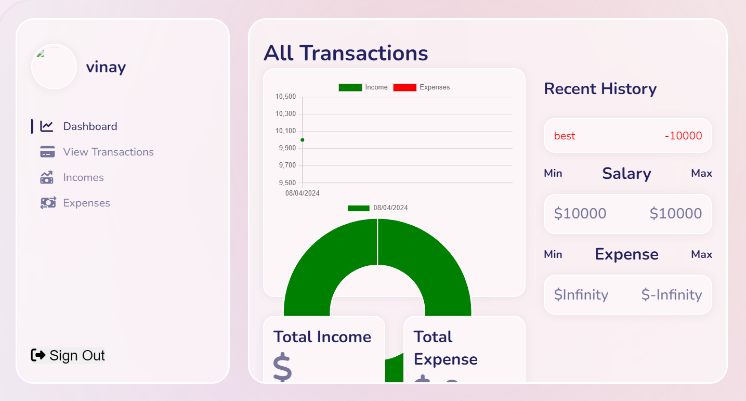 vinay
Dashboard
View Transactions
Incomes
Expenses
Sign Out
All Transactions
Income Expenses
10,500
10,300
10,100
9,900
9,700
9,500
08/04/2024
08/04/2024
Total Income
$
Total
Expense
$
Recent History
best -10000
Min Salary Max
$10000 $10000
Min Expense Max
$Infinity $-Infinity